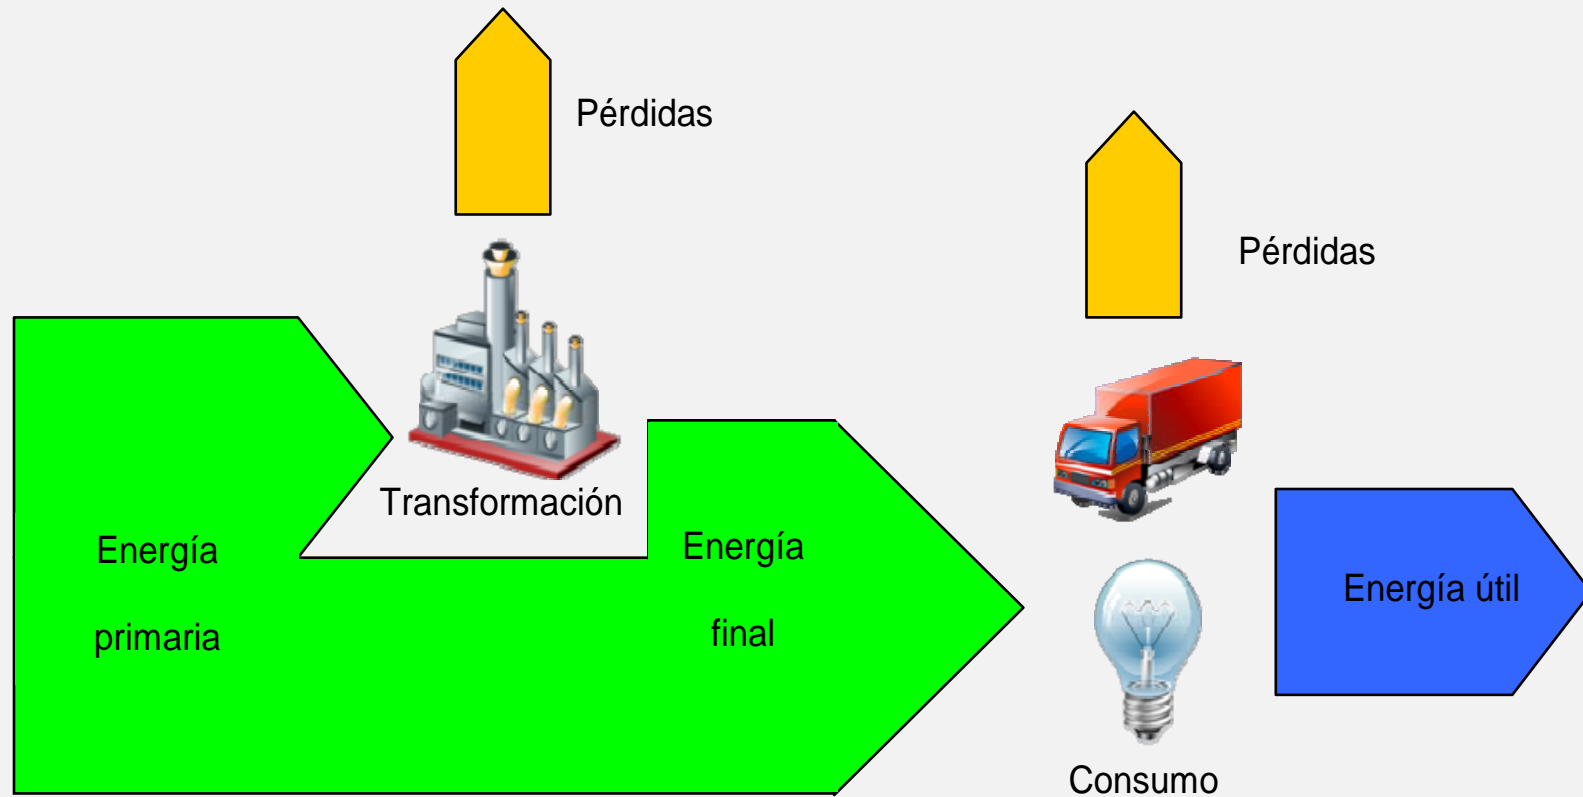 Pérdidas
Pérdidas
Transformación
Energía
primaria
Energía
final
Energía útil
Consumo